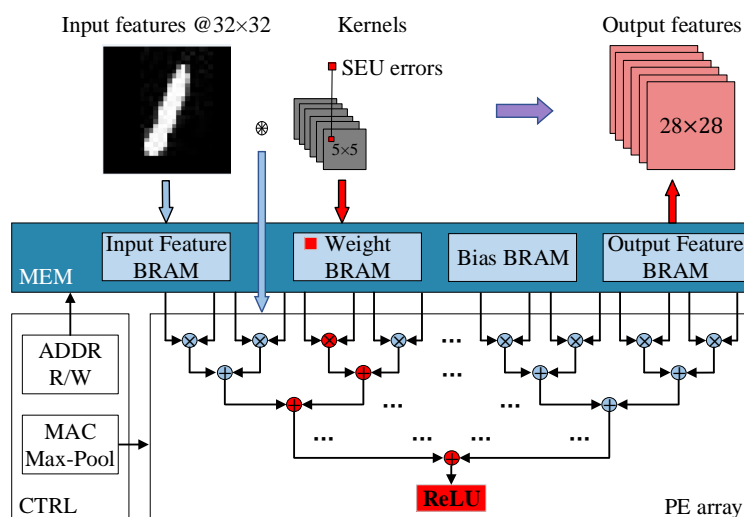 Input features @32×32
Kernels
Output features
SEU errors
5×5
28×28
Input Feature
BRAM
Weight
BRAM
Bias BRAM
Output Feature
BRAM
MEM
ADDR
R/W
MAC
Max-Pool
CTRL
ReLU
PE array